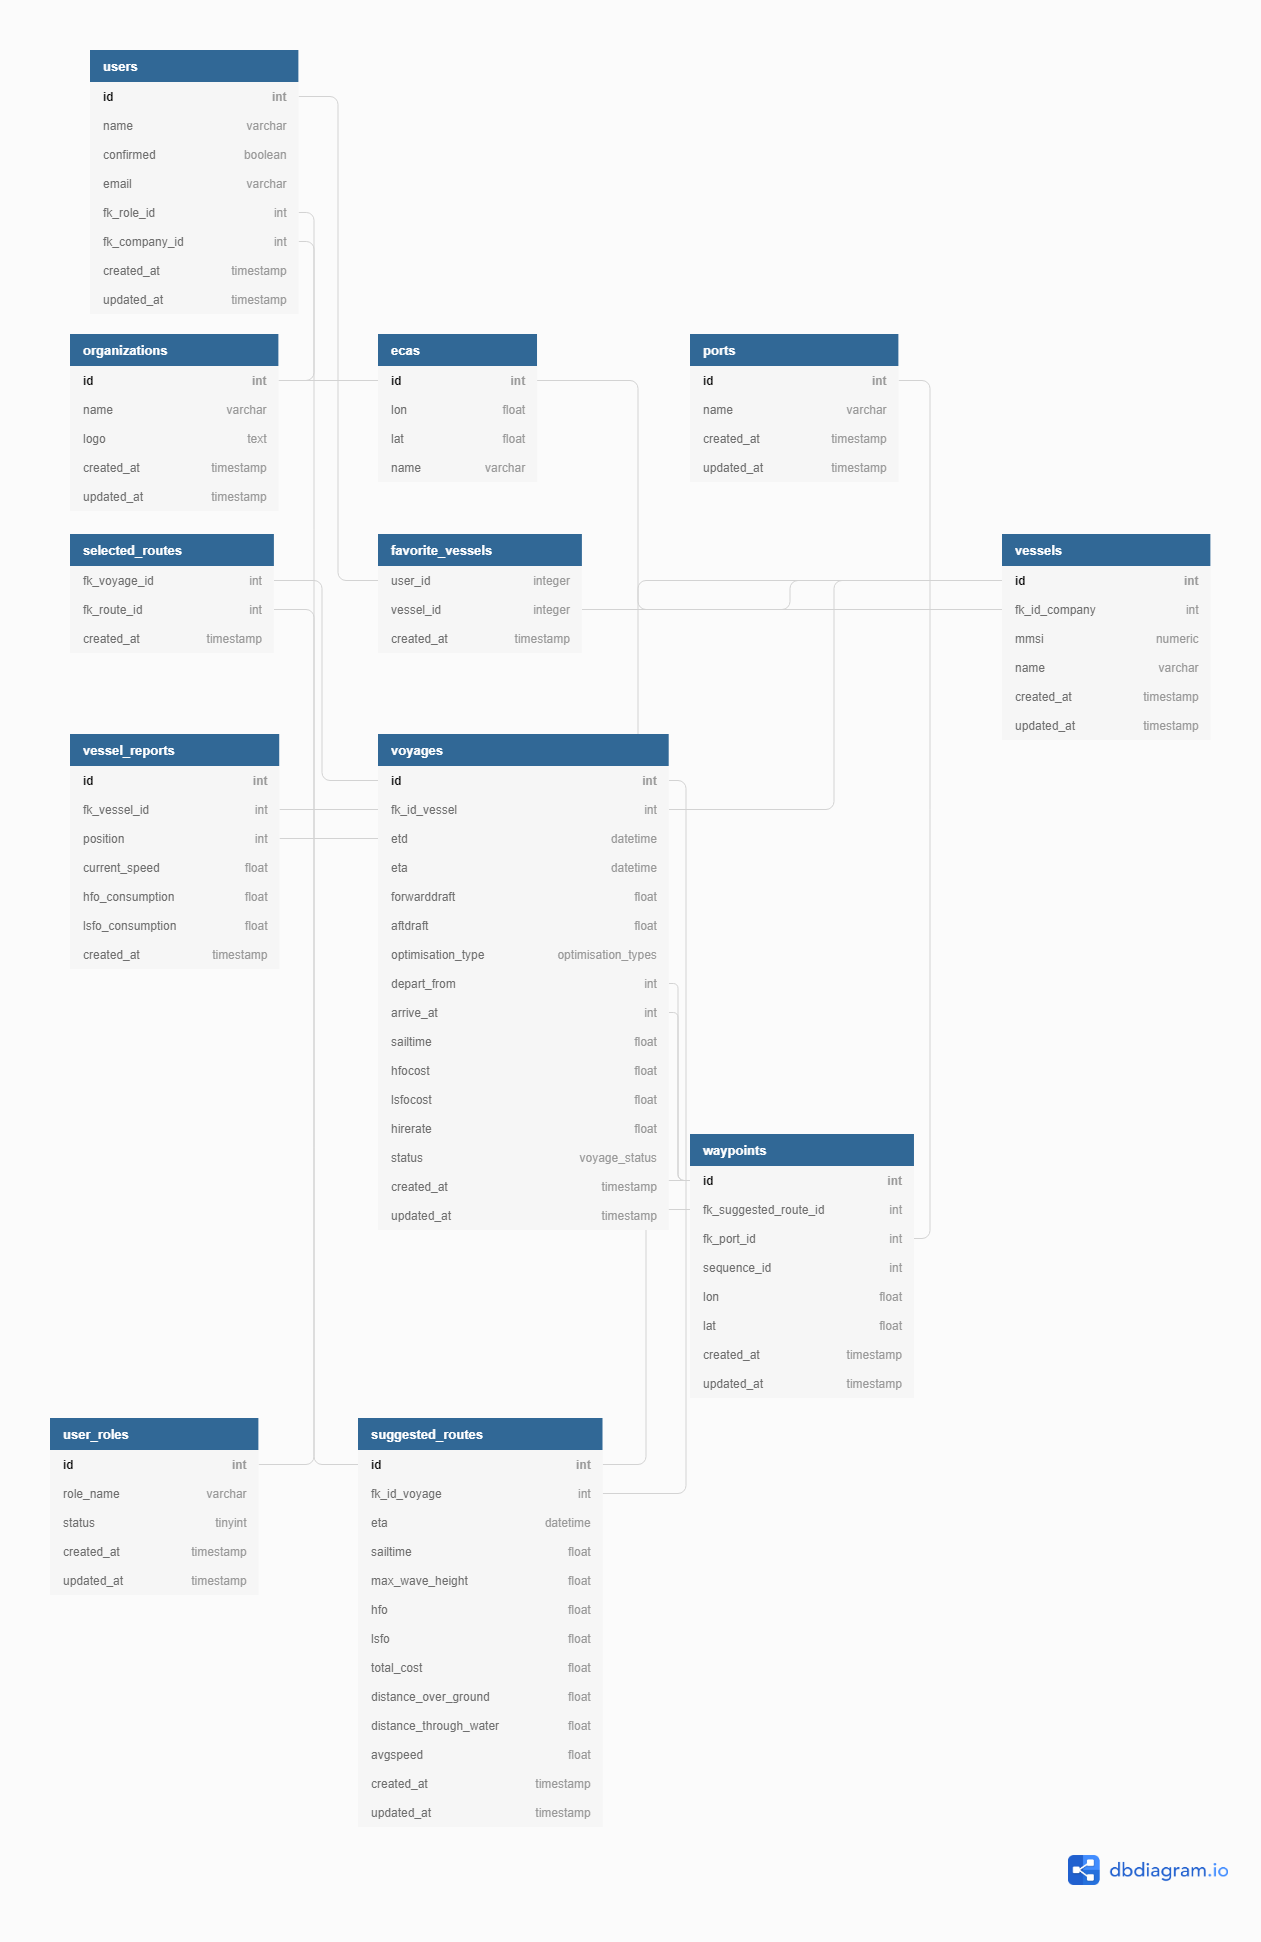 users
id int
name varchar
confirmed boolean
email varchar
fk_role_id int
fk_company_id int
created_at timestamp
updated_at timestamp
organizations
id int
name varchar
logo text
created_at timestamp
updated_at timestamp
ecas
id int
lon float
lat float
name varchar
ports
id int
name varchar
created_at timestamp
updated_at timestamp
selected_routes
fk_voyage_id int
fk_route_id int
created_at timestamp
favorite_vessels
user_id integer
vessel_id integer
created_at timestamp
vessels
id int
fk_id_company int
mmsi numeric
name varchar
created_at timestamp
updated_at timestamp
vessel_reports
id int
fk_vessel_id int
position int
current_speed float
hfo_consumption float
lsfo_consumption float
created_at timestamp
voyages
id int
fk_id_vessel int
etd datetime
eta datetime
forwarddraft float
aftdraft float
optimisation_type optimisation_types
depart_from int
arrive_at int
sailtime float
hfocost float
lsfocost float
hirerate float
status voyage_status
created_at timestamp
updated_at timestamp
waypoints
id int
fk_suggested_route_id int
fk_port_id int
sequence_id int
lon float
lat float
created_at timestamp
updated_at timestamp
user_roles
id int
role_name varchar
status tinyint
created_at timestamp
updated_at timestamp
suggested_routes
id int
fk_id_voyage int
eta datetime
sailtime float
max_wave_height float
hfo float
lsfo float
total_cost float
distance_over_ground float
distance_through_water float
avgspeed float
created_at timestamp
updated_at timestamp
dbdiagram.io